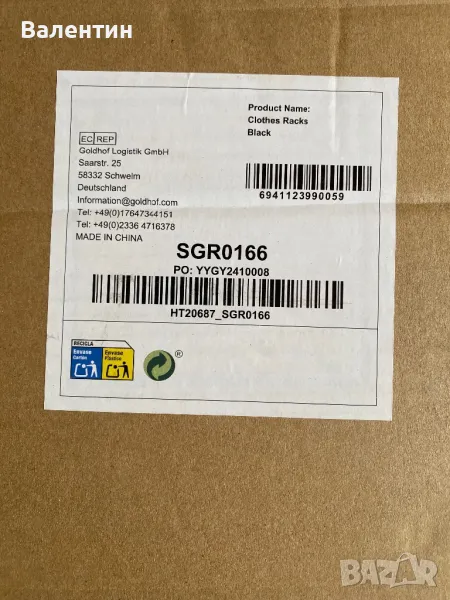 Валентин
Product Name:
Clothes Racks
Black
EC REP
Goldhof Logistik GmbH
Saarstr. 25
58332 Schwelm
Deutschland
Information@goldhof.com
Tel: +49(0)17647344151
Tel: +49(0)2336 4716378
MADE IN CHINA
6941123990059
SGR0166
PO: YYGY2410008
HT20687_SGR0166
RECICLA
Envase
Cartón
Envase
Plástico
®
BAZAR